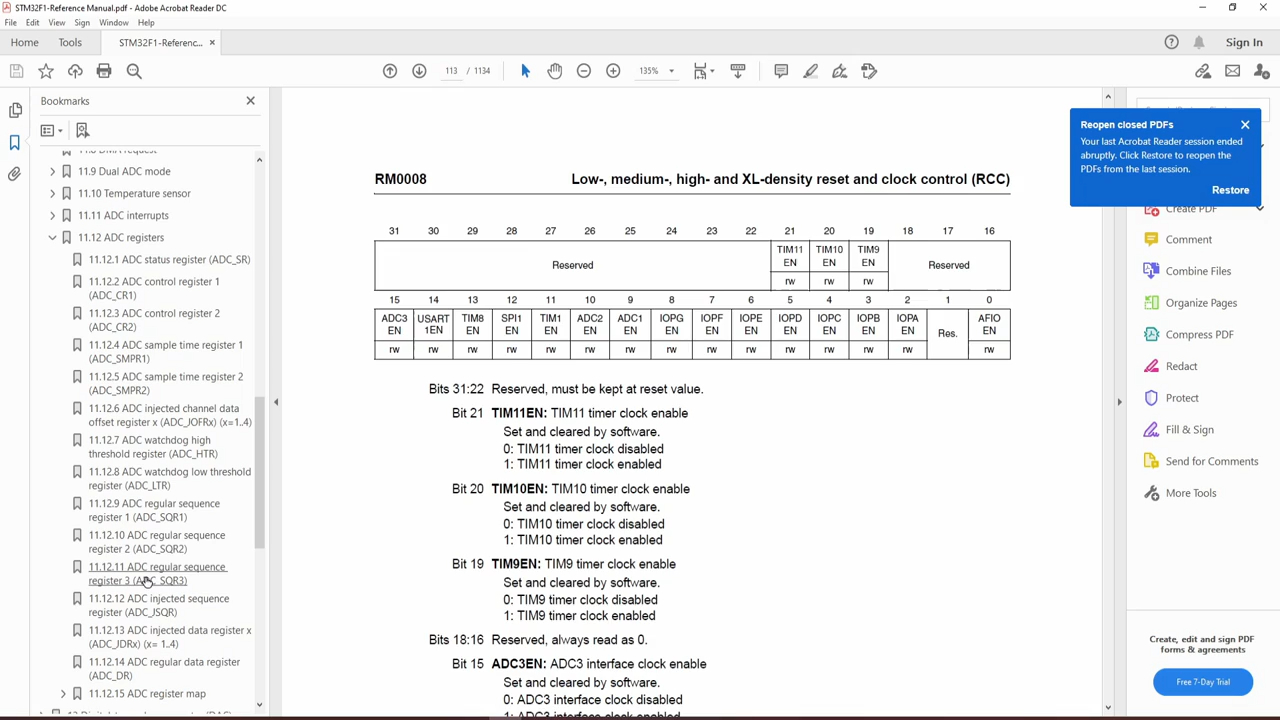 STM32F1-Reference Manual.pdf - Adobe Acrobat Reader DC
File Edit View Sign Window Help
Home Tools STM32F1-Referenc... × Sign In
113 / 1134 135%
Bookmarks
11.8 DMA request
11.9 Dual ADC mode
11.10 Temperature sensor
11.11 ADC interrupts
11.12 ADC registers
11.12.1 ADC status register (ADC_SR)
11.12.2 ADC control register 1
(ADC_CR1)
11.12.3 ADC control register 2
(ADC_CR2)
11.12.4 ADC sample time register 1
(ADC_SMPR1)
11.12.5 ADC sample time register 2
(ADC_SMPR2)
11.12.6 ADC injected channel data
offset register x (ADC_JOFRx) (x=1..4)
11.12.7 ADC watchdog high
threshold register (ADC_HTR)
11.12.8 ADC watchdog low threshold
register (ADC_LTR)
11.12.9 ADC regular sequence
register 1 (ADC_SQR1)
11.12.10 ADC regular sequence
register 2 (ADC_SQR2)
11.12.11 ADC regular sequence
register 3 (ADC_SQR3)
11.12.12 ADC injected sequence
register (ADC_JSQR)
11.12.13 ADC injected data register x
(ADC_JDRx) (x= 1..4)
11.12.14 ADC regular data register
(ADC_DR)
11.12.15 ADC register map
RM0008 Low-, medium-, high- and XL-density reset and clock control (RCC)
31 30 29 28 27 26 25 24 23 22 21 20 19 18 17 16
Reserved TIM11 EN TIM10 EN TIM9 EN Reserved
rw rw rw
15 14 13 12 11 10 9 8 7 6 5 4 3 2 1 0
ADC3 EN USART 1EN TIM8 EN SPI1 EN TIM1 EN ADC2 EN ADC1 EN IOPG EN IOPF EN IOPE EN IOPD EN IOPC EN IOPB EN IOPA EN Res. AFIO EN
rw rw rw rw rw rw rw rw rw rw rw rw rw rw rw
Bits 31:22 Reserved, must be kept at reset value.
Bit 21 TIM11EN: TIM11 timer clock enable
Set and cleared by software.
0: TIM11 timer clock disabled
1: TIM11 timer clock enabled
Bit 20 TIM10EN: TIM10 timer clock enable
Set and cleared by software.
0: TIM10 timer clock disabled
1: TIM10 timer clock enabled
Bit 19 TIM9EN: TIM9 timer clock enable
Set and cleared by software.
0: TIM9 timer clock disabled
1: TIM9 timer clock enabled
Bits 18:16 Reserved, always read as 0.
Bit 15 ADC3EN: ADC3 interface clock enable
Set and cleared by software.
0: ADC3 interface clock disabled
1: ADC3 interface clock enabled
Reopen closed PDFs
Your last Acrobat Reader session ended
abruptly. Click Restore to reopen the
PDFs from the last session.
Restore
Create PDF
Comment
Combine Files
Organize Pages
Compress PDF
Redact
Protect
Fill & Sign
Send for Comments
More Tools
Create, edit and sign PDF
forms & agreements
Free 7-Day Trial